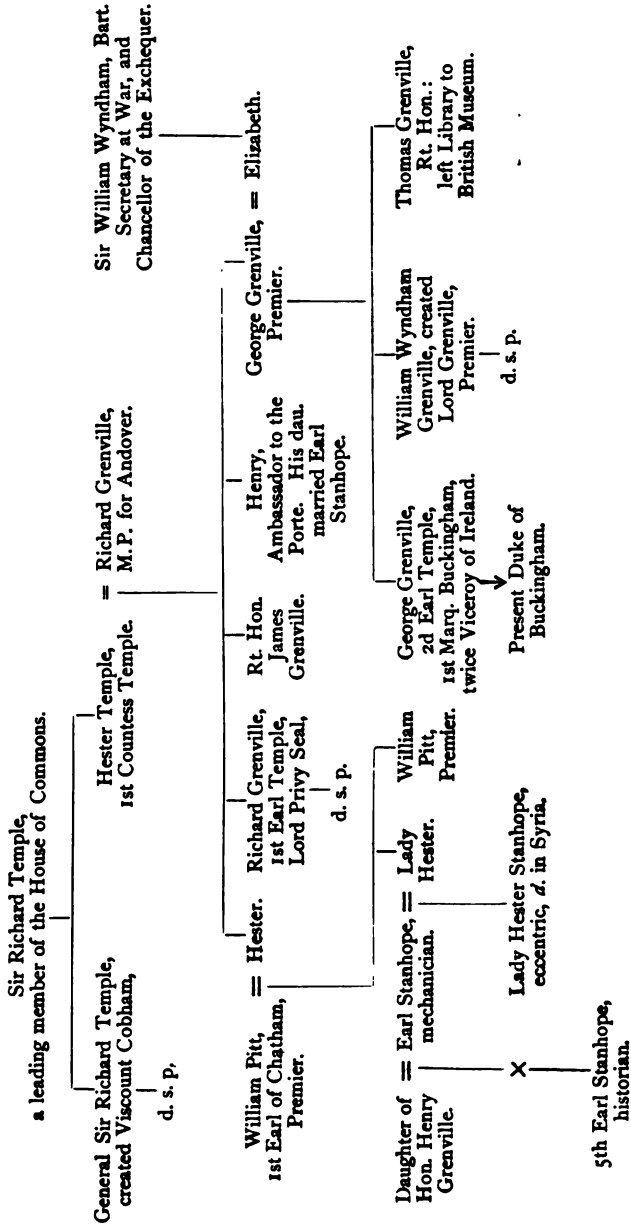 Sir Richard Temple,
a leading member of the House of Commons.
General Sir Richard Temple,
created Viscount Cobham,
d. s. p.
Hester Temple,
1st Countess Temple.
= Richard Grenville,
M.P. for Andover.
Sir William Wyndham, Bart.
Secretary at War, and
Chancellor of the Exchequer.
William Pitt,
1st Earl of Chatham,
Premier.
= Hester.
Richard Grenville,
1st Earl Temple,
Lord Privy Seal,
d. s. p.
Rt. Hon.
James
Grenville.
Henry,
Ambassador to the
Porte. His dau.
married Earl
Stanhope.
George Grenville, = Elizabeth.
Premier.
Daughter of
Hon. Henry
Grenville.
= Earl Stanhope, =
mechanician.
Lady
Hester.
William
Pitt,
Premier.
George Grenville,
2d Earl Temple,
1st Marq. Buckingham,
twice Viceroy of Ireland.
William Wyndham
Grenville, created
Lord Grenville,
Premier.
d. s. p.
Thomas Grenville,
Rt. Hon.:
left Library to
British Museum.
×
Lady Hester Stanhope,
eccentric, d. in Syria.
Present Duke of
Buckingham.
5th Earl Stanhope,
historian.